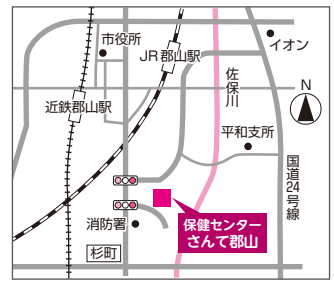 市役所
JR郡山駅
イオン
佐保川
N
近鉄郡山駅
平和支所
国道24号線
保健センター
さんて郡山
消防署
杉町